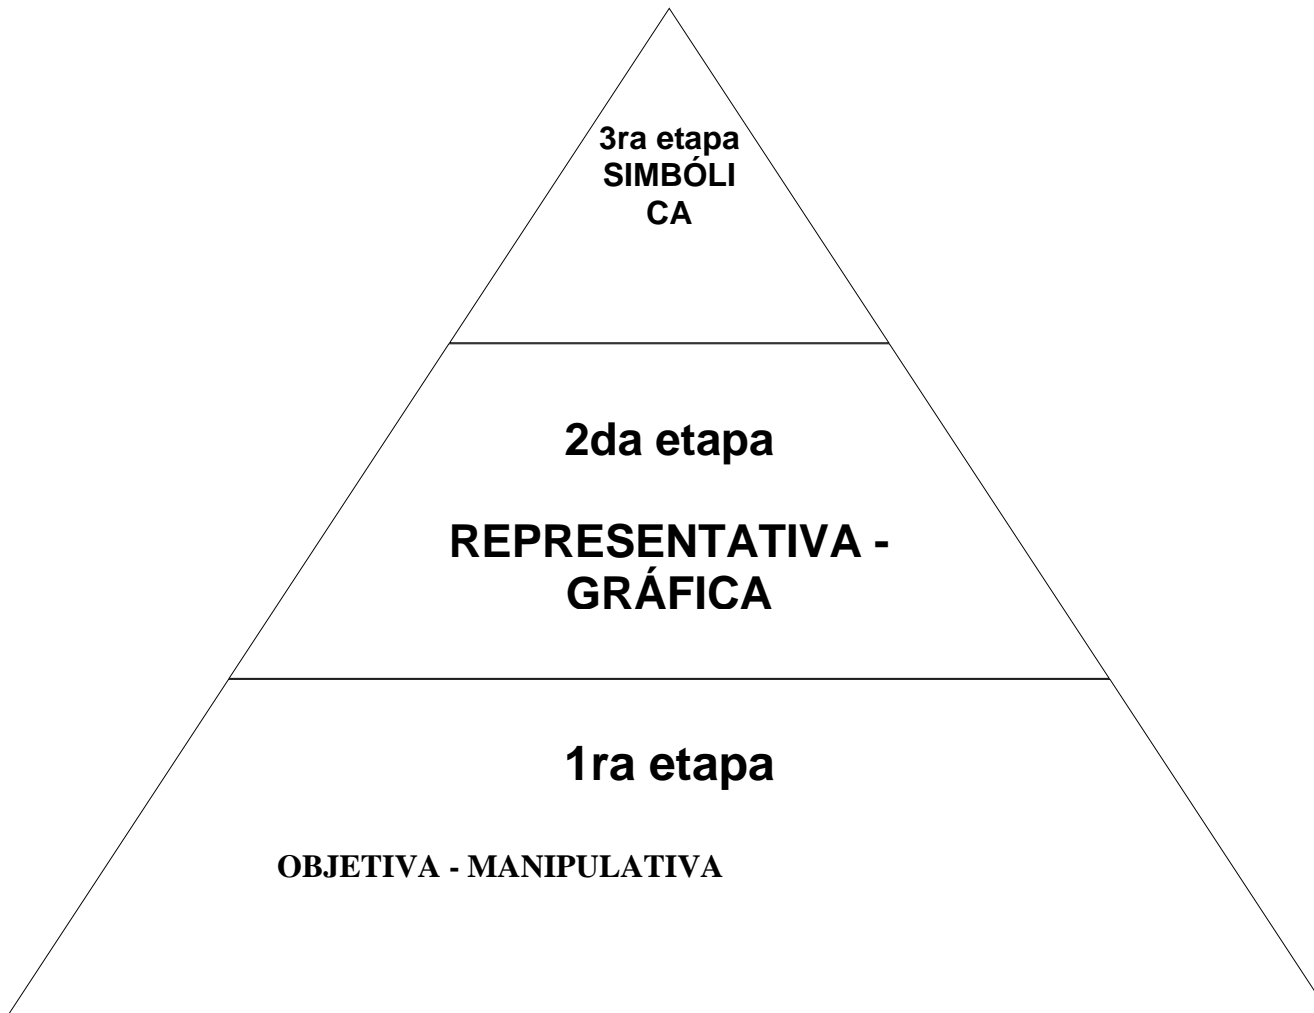 3ra etapa
SIMBÓLI
CA
2da etapa
REPRESENTATIVA -
GRÁFICA
1ra etapa
OBJETIVA - MANIPULATIVA